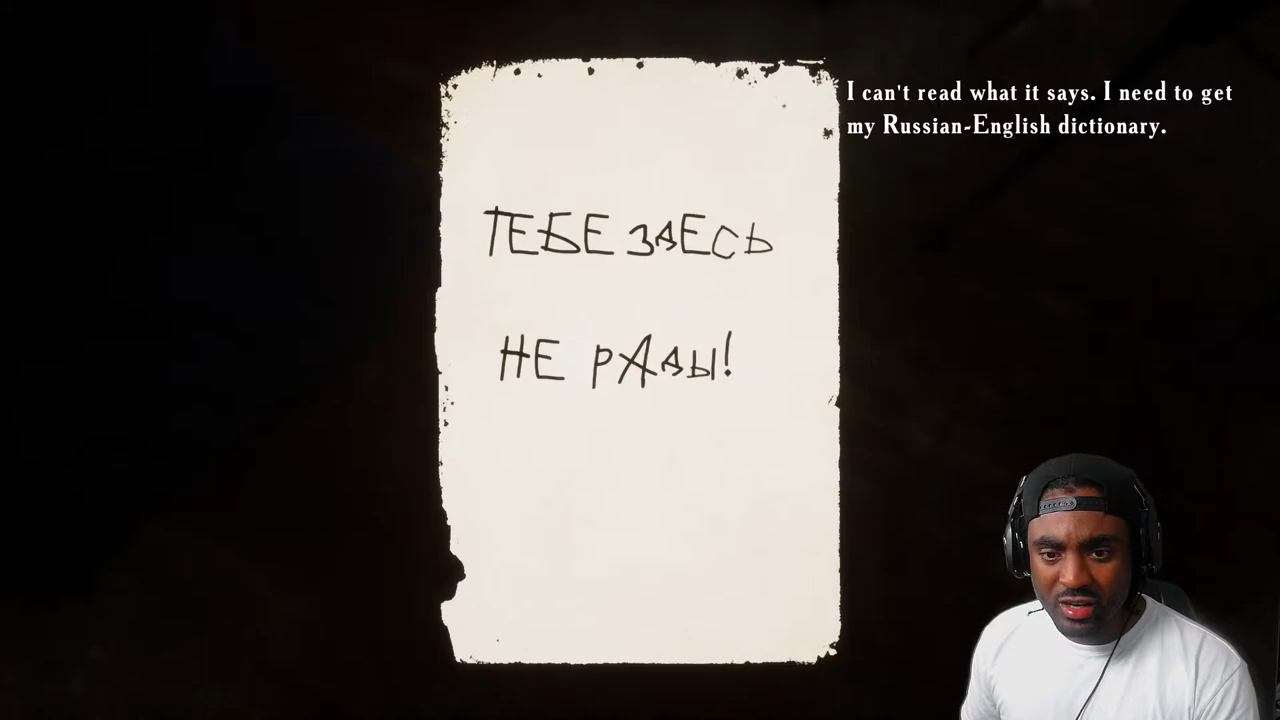 ТЕБЕ ЗДЕСЬ
НЕ РАДЫ!
I can't read what it says. I need to get
my Russian-English dictionary.